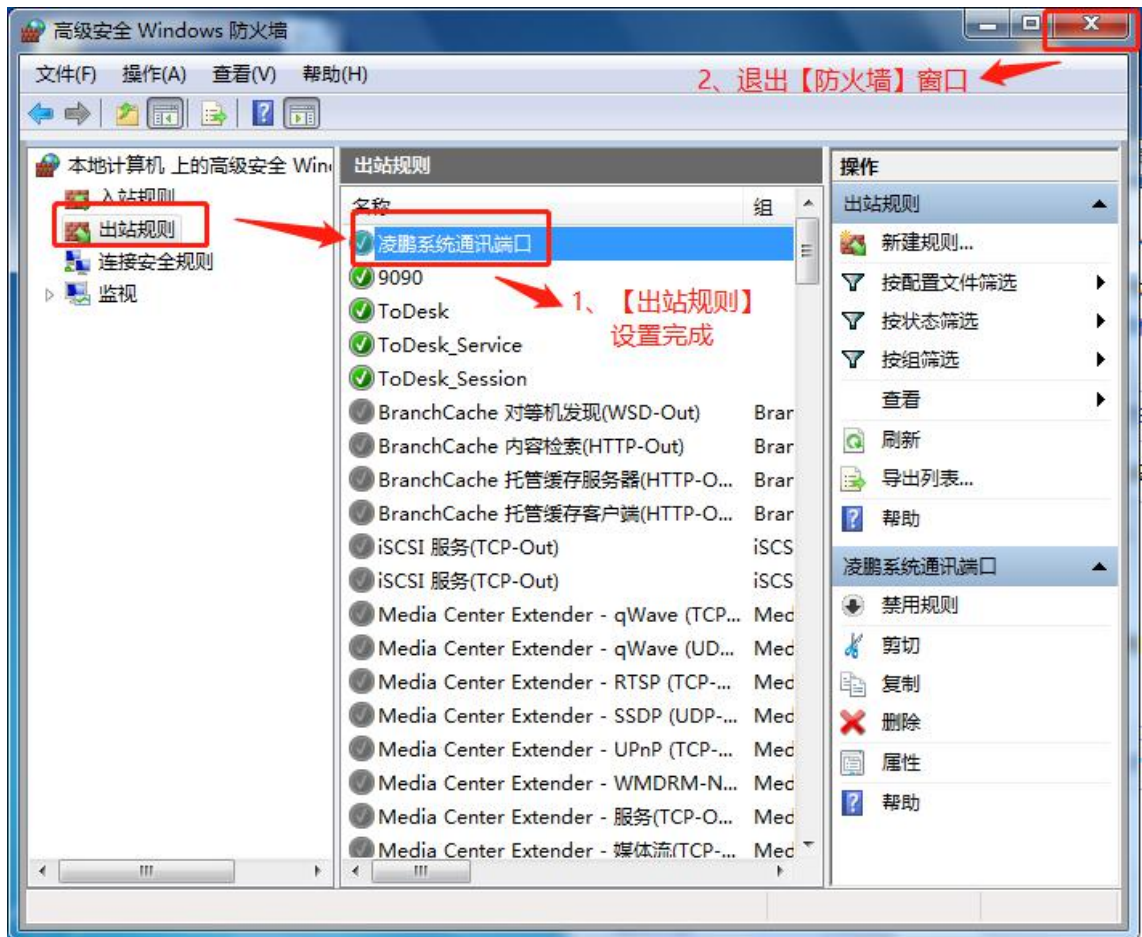 高级安全 Windows 防火墙
文件(F) 操作(A) 查看(V) 帮助(H)
2、退出【防火墙】窗口
本地计算机 上的高级安全 Win
入站规则
出站规则
连接安全规则
监视
出站规则
名称 组
凌鹏系统通讯端口
9090
ToDesk
ToDesk_Service
ToDesk_Session
BranchCache 对等机发现(WSD-Out) Bran
BranchCache 内容检索(HTTP-Out) Bran
BranchCache 托管缓存服务器(HTTP-O... Bran
BranchCache 托管缓存客户端(HTTP-O... Bran
iSCSI 服务(TCP-Out) iSCS
iSCSI 服务(TCP-Out) iSCS
Media Center Extender - qWave (TCP... Med
Media Center Extender - qWave (UD... Med
Media Center Extender - RTSP (TCP-... Med
Media Center Extender - SSDP (UDP-... Med
Media Center Extender - UPnP (TCP-... Med
Media Center Extender - WMDRM-N... Med
Media Center Extender - 服务(TCP-O... Med
Media Center Extender - 媒体流(TCP-... Med
1、【出站规则】
设置完成
操作
出站规则
新建规则...
按配置文件筛选
按状态筛选
按组筛选
查看
刷新
导出列表...
帮助
凌鹏系统通讯端口
禁用规则
剪切
复制
删除
属性
帮助